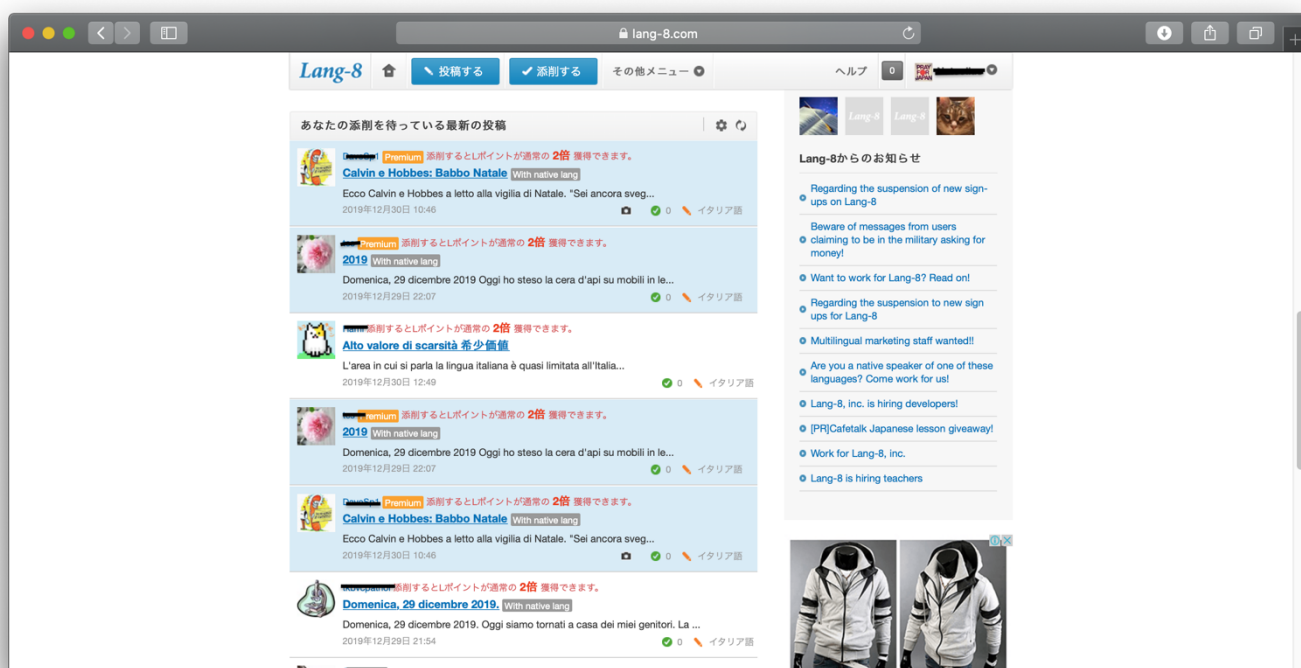 lang-8.com
Lang-8 投稿する 添削する その他メニュー ヘルプ 0
あなたの添削を待っている最新の投稿
Premium 添削するとLポイントが通常の 2倍 獲得できます。
Calvin e Hobbes: Babbo Natale With native lang
Ecco Calvin e Hobbes a letto alla vigilia di Natale. "Sei ancora sveg...
2019年12月30日 10:46 0 イタリア語
Premium 添削するとLポイントが通常の 2倍 獲得できます。
2019 With native lang
Domenica, 29 dicembre 2019 Oggi ho steso la cera d'api su mobili in le...
2019年12月29日 22:07 0 イタリア語
添削するとLポイントが通常の 2倍 獲得できます。
Alto valore di scarsità 希少価値
L'area in cui si parla la lingua italiana è quasi limitata all'Italia...
2019年12月30日 12:49 0 イタリア語
Premium 添削するとLポイントが通常の 2倍 獲得できます。
2019 With native lang
Domenica, 29 dicembre 2019 Oggi ho steso la cera d'api su mobili in le...
2019年12月29日 22:07 0 イタリア語
Premium 添削するとLポイントが通常の 2倍 獲得できます。
Calvin e Hobbes: Babbo Natale With native lang
Ecco Calvin e Hobbes a letto alla vigilia di Natale. "Sei ancora sveg...
2019年12月30日 10:46 0 イタリア語
添削するとLポイントが通常の 2倍 獲得できます。
Domenica, 29 dicembre 2019. With native lang
Domenica, 29 dicembre 2019. Oggi siamo tornati a casa dei miei genitori. La ...
2019年12月29日 21:54 0 イタリア語
Lang-8 Lang-8
Lang-8からのお知らせ
Regarding the suspension of new sign-
ups on Lang-8
Beware of messages from users
claiming to be in the military asking for
money!
Want to work for Lang-8? Read on!
Regarding the suspension to new sign
ups for Lang-8
Multilingual marketing staff wanted!!
Are you a native speaker of one of these
languages? Come work for us!
Lang-8, inc. is hiring developers!
[PR]Cafetalk Japanese lesson giveaway!
Work for Lang-8, inc.
Lang-8 is hiring teachers